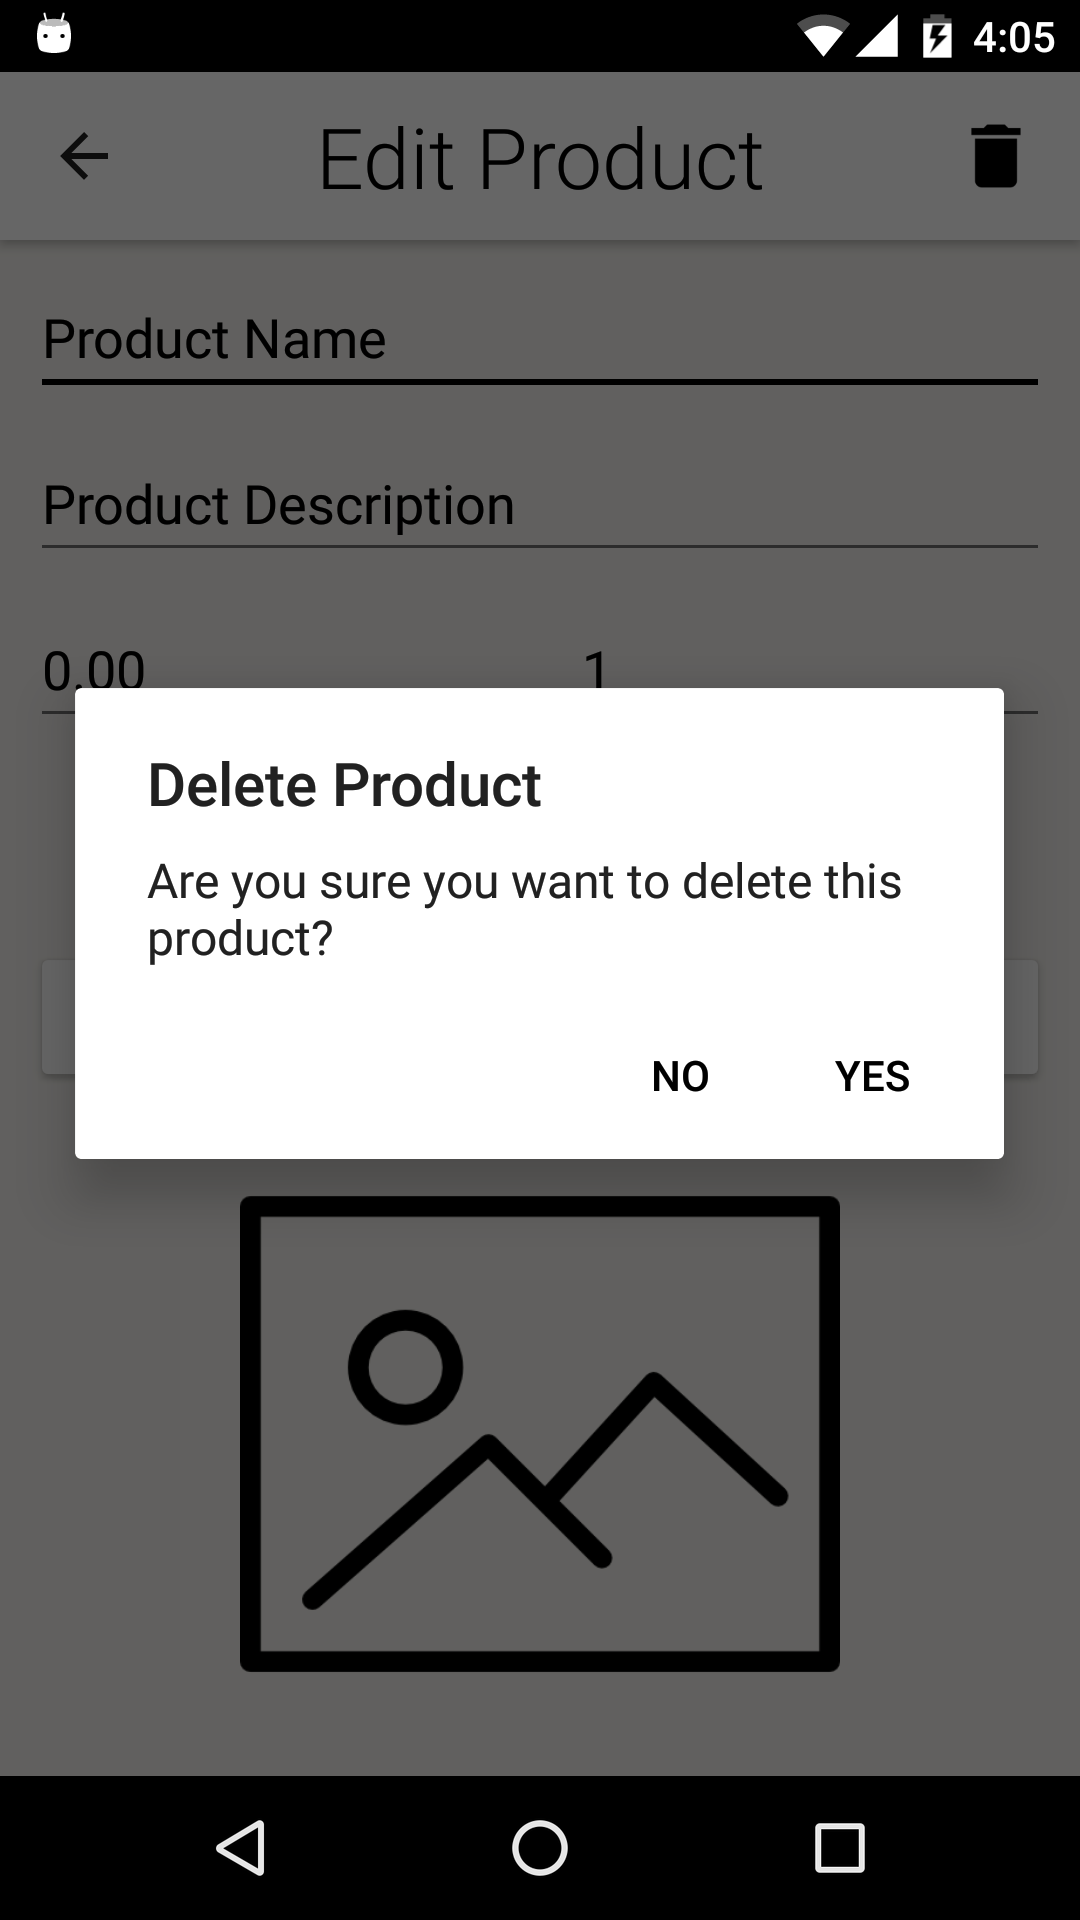 4:05
Edit Product
Product Name
Product Description
0.00 1
Delete Product
Are you sure you want to delete this
product?
NO YES